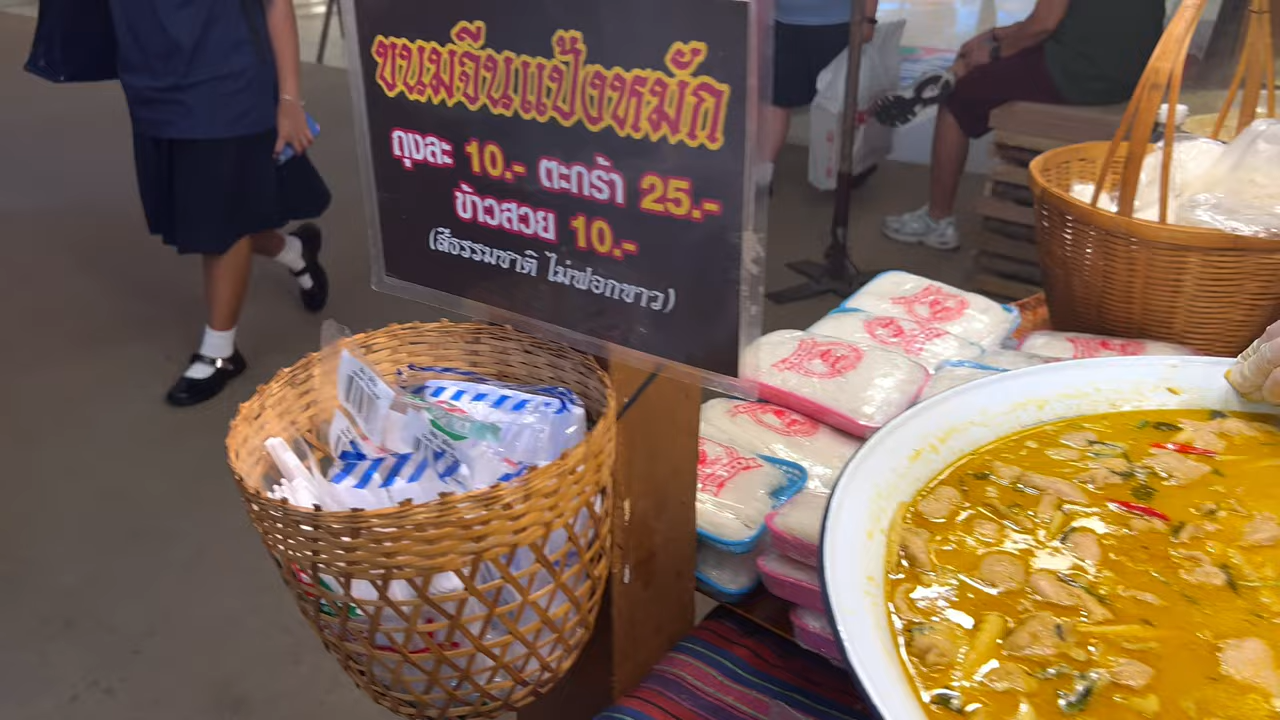 ขนมจีนแป้งหมัก
ถุงละ 10.- ตะกร้า 25.-
ข้าวสวย 10.-
(สีธรรมชาติ ไม่ฟอกขาว)